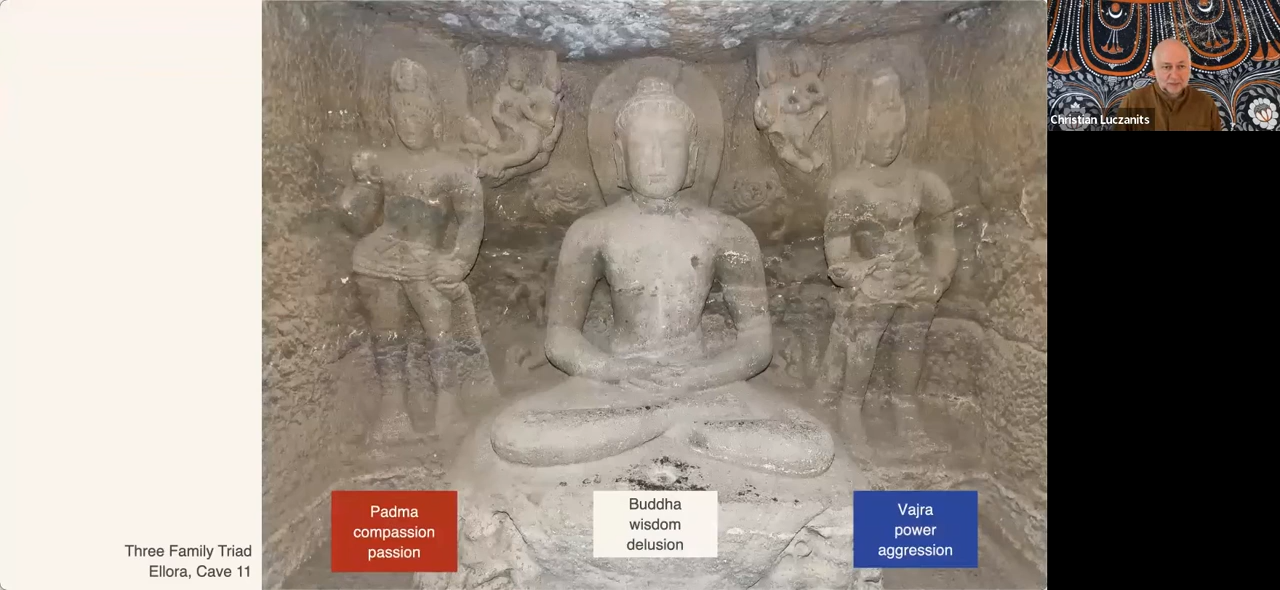 Christian Luczanits
Padma
compassion
passion
Buddha
wisdom
delusion
Vajra
power
aggression
Three Family Triad
Ellora, Cave 11